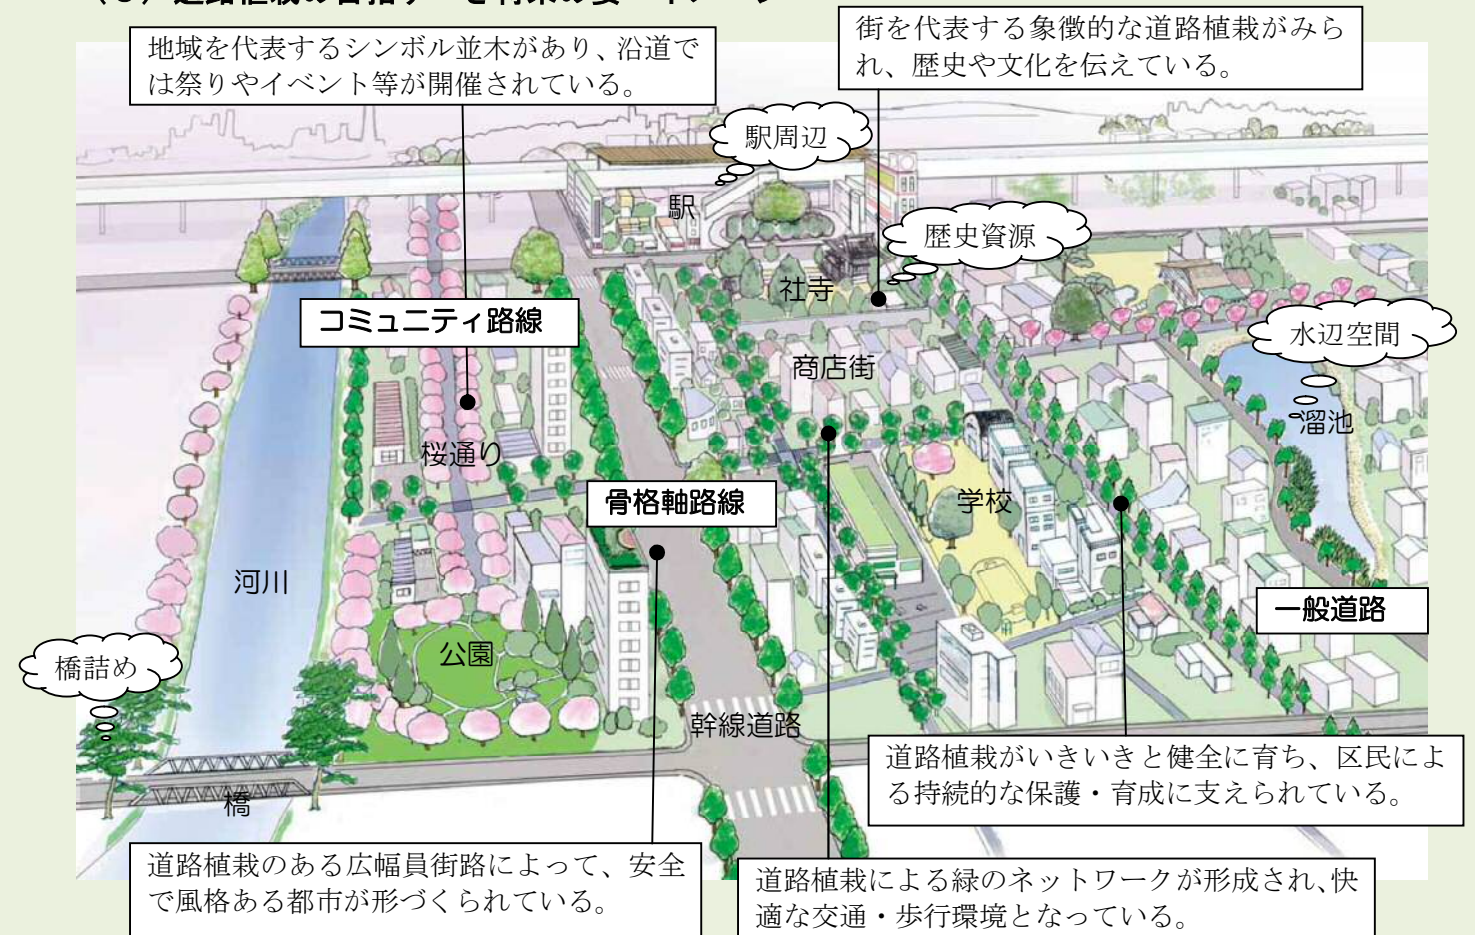 地域を代表するシンボル並木があり、沿道で
は祭りやイベント等が開催されている。
街を代表する象徴的な道路植栽がみら
れ、歴史や文化を伝えている。
駅周辺
駅
歴史資源
社寺
コミュニティ路線
水辺空間
商店街
溜池
桜通り
骨格軸路線
学校
河川
一般道路
公園
橋詰め
幹線道路
橋
道路植栽がいきいきと健全に育ち、区民によ
る持続的な保護・育成に支えられている。
道路植栽のある広幅員街路によって、安全
で風格ある都市が形づくられている。
道路植栽による緑のネットワークが形成され、快
適な交通・歩行環境となっている。